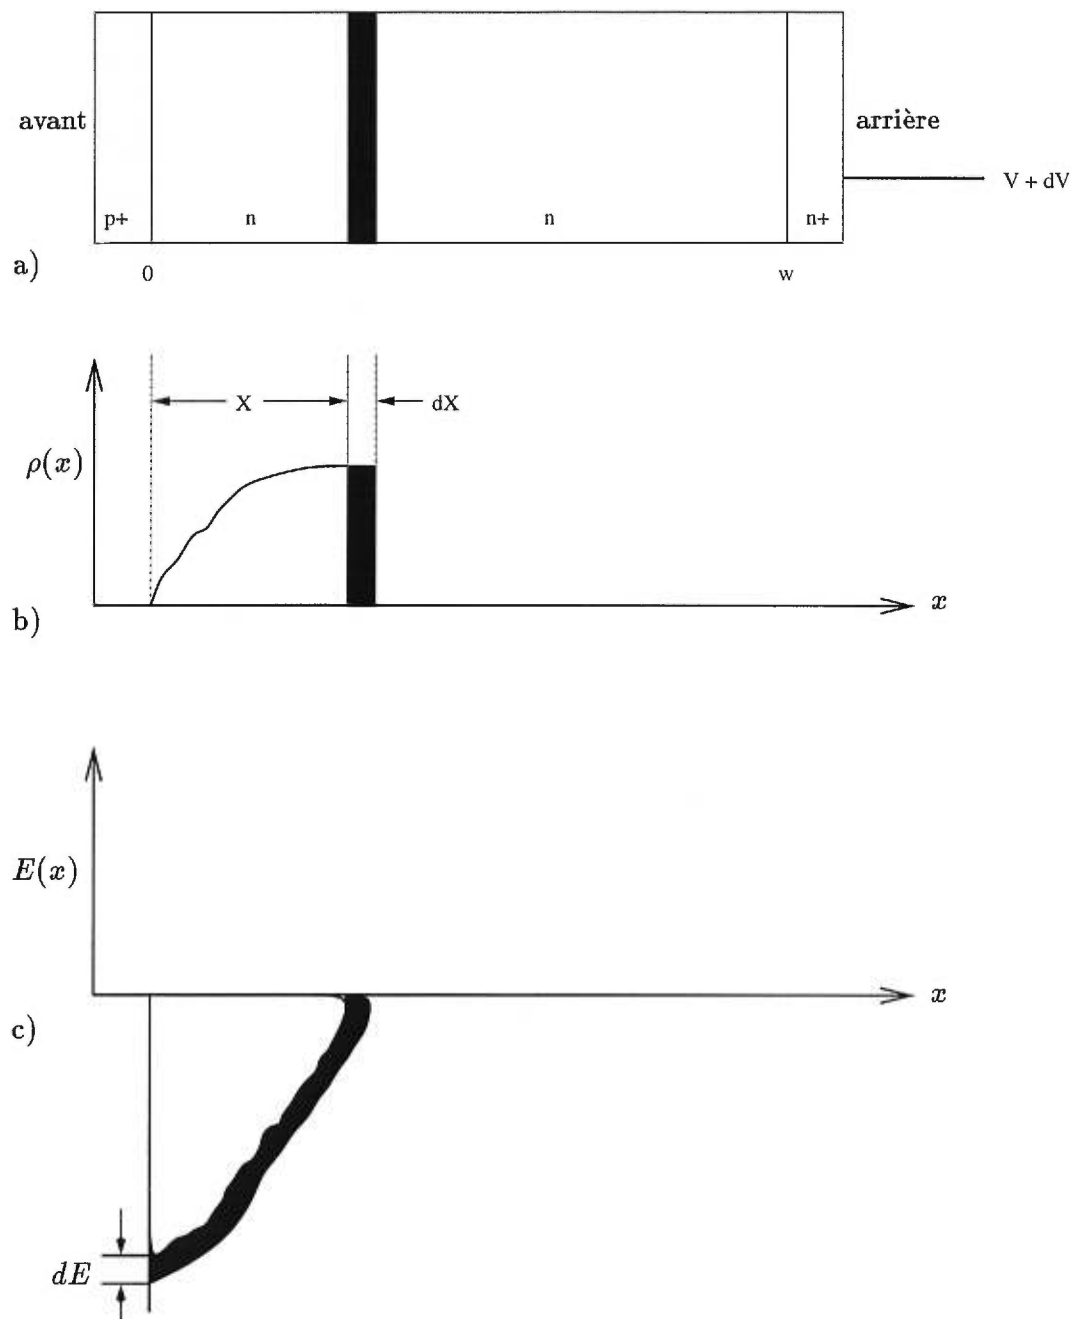 avant
arrière
V + dV
p+
n
n
n+
a)
0
w
X
dX
ρ(x)
x
b)
E(x)
x
c)
dE